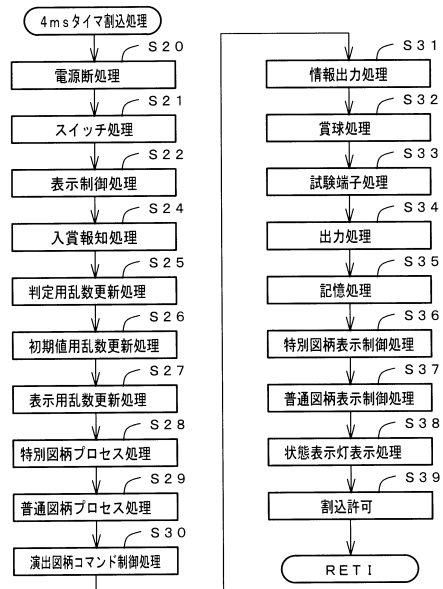 4msタイマ割込処理
S20
電源断処理
S21
スイッチ処理
S22
表示制御処理
S24
入賞報知処理
S25
判定用乱数更新処理
S26
初期値用乱数更新処理
S27
表示用乱数更新処理
S28
特別図柄プロセス処理
S29
普通図柄プロセス処理
S30
演出図柄コマンド制御処理
S31
情報出力処理
S32
賞球処理
S33
試験端子処理
S34
出力処理
S35
記憶処理
S36
特別図柄表示制御処理
S37
普通図柄表示制御処理
S38
状態表示灯表示処理
S39
割込許可
RETI